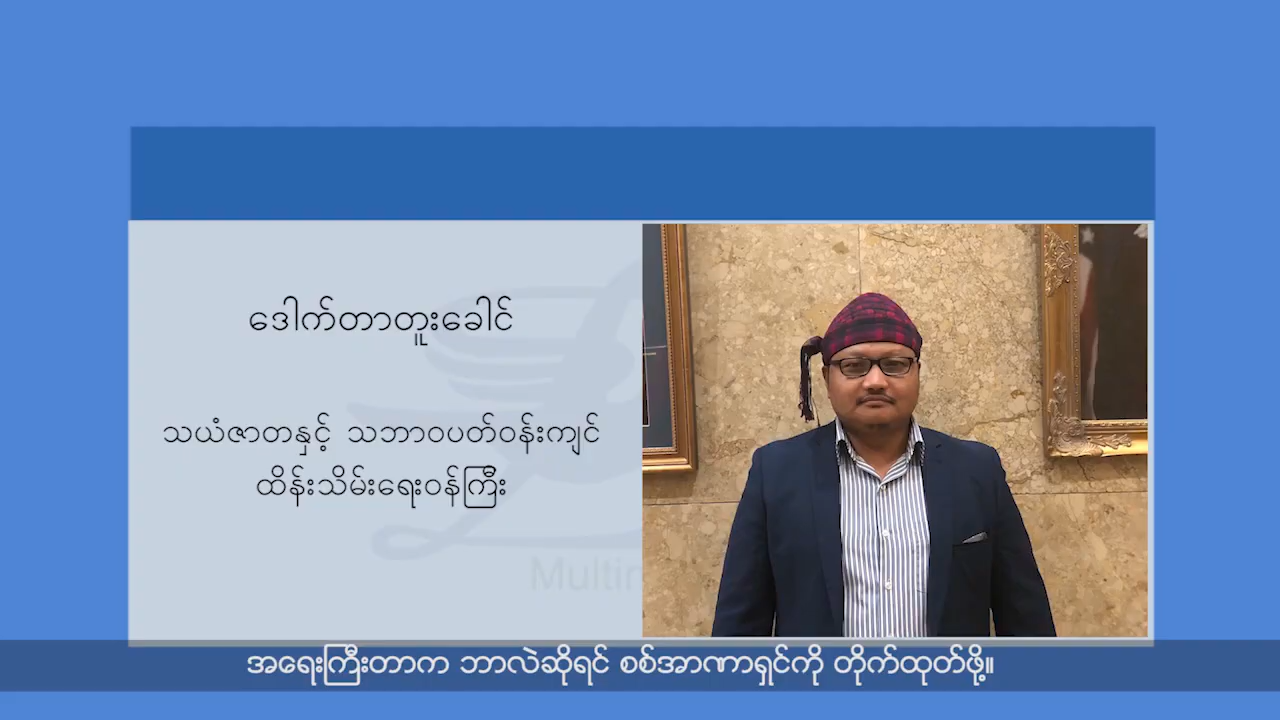 ဒေါက်တာတူးခေါင်
သယံဇာတနှင့် သဘာဝပတ်ဝန်းကျင်
ထိန်းသိမ်းရေးဝန်ကြီး
အရေးကြီးတာက ဘာလဲဆိုရင် စစ်အာဏာရှင်ကို တိုက်ထုတ်ဖို့။